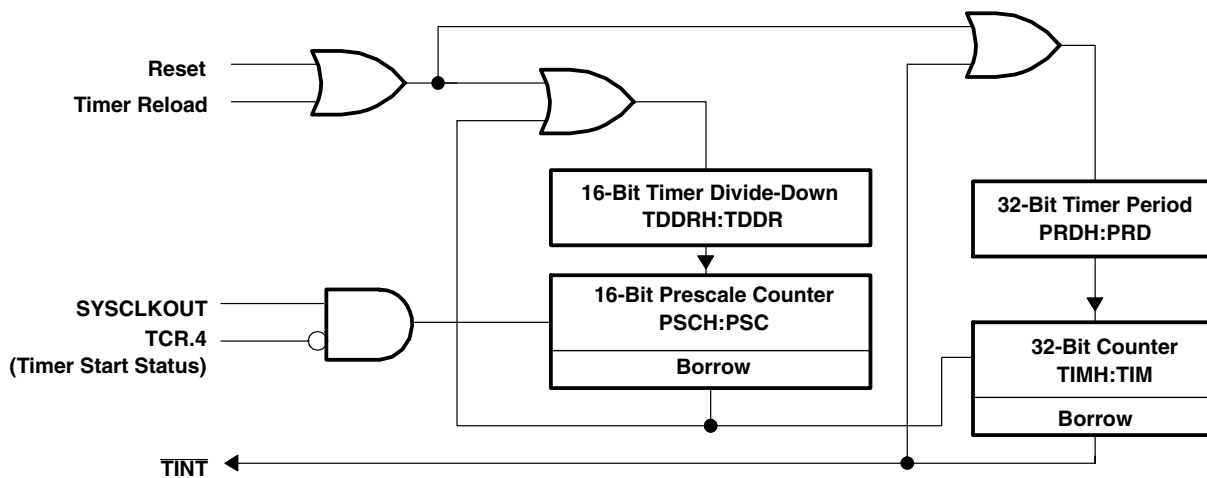 Reset
Timer Reload
16-Bit Timer Divide-Down
TDDRH:TDDR
32-Bit Timer Period
PRDH:PRD
SYSCLKOUT
TCR.4
(Timer Start Status)
16-Bit Prescale Counter
PSCH:PSC
Borrow
32-Bit Counter
TIMH:TIM
Borrow
TINT